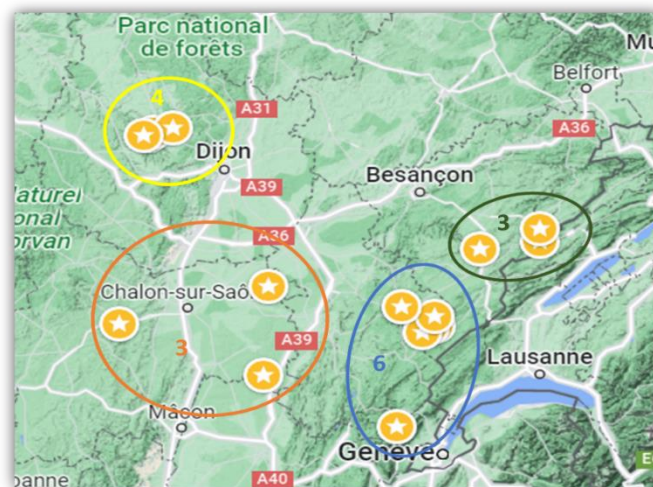 Parc national
de forêts
Mu
Belfort
4
A31
A36
Dijon
A39
Besançon
aturel
onal
orvan
3
A36
Chalon-sur-Saô
A39
3
6
Lausanne
Mâcon
Genève
A40
E
oanne